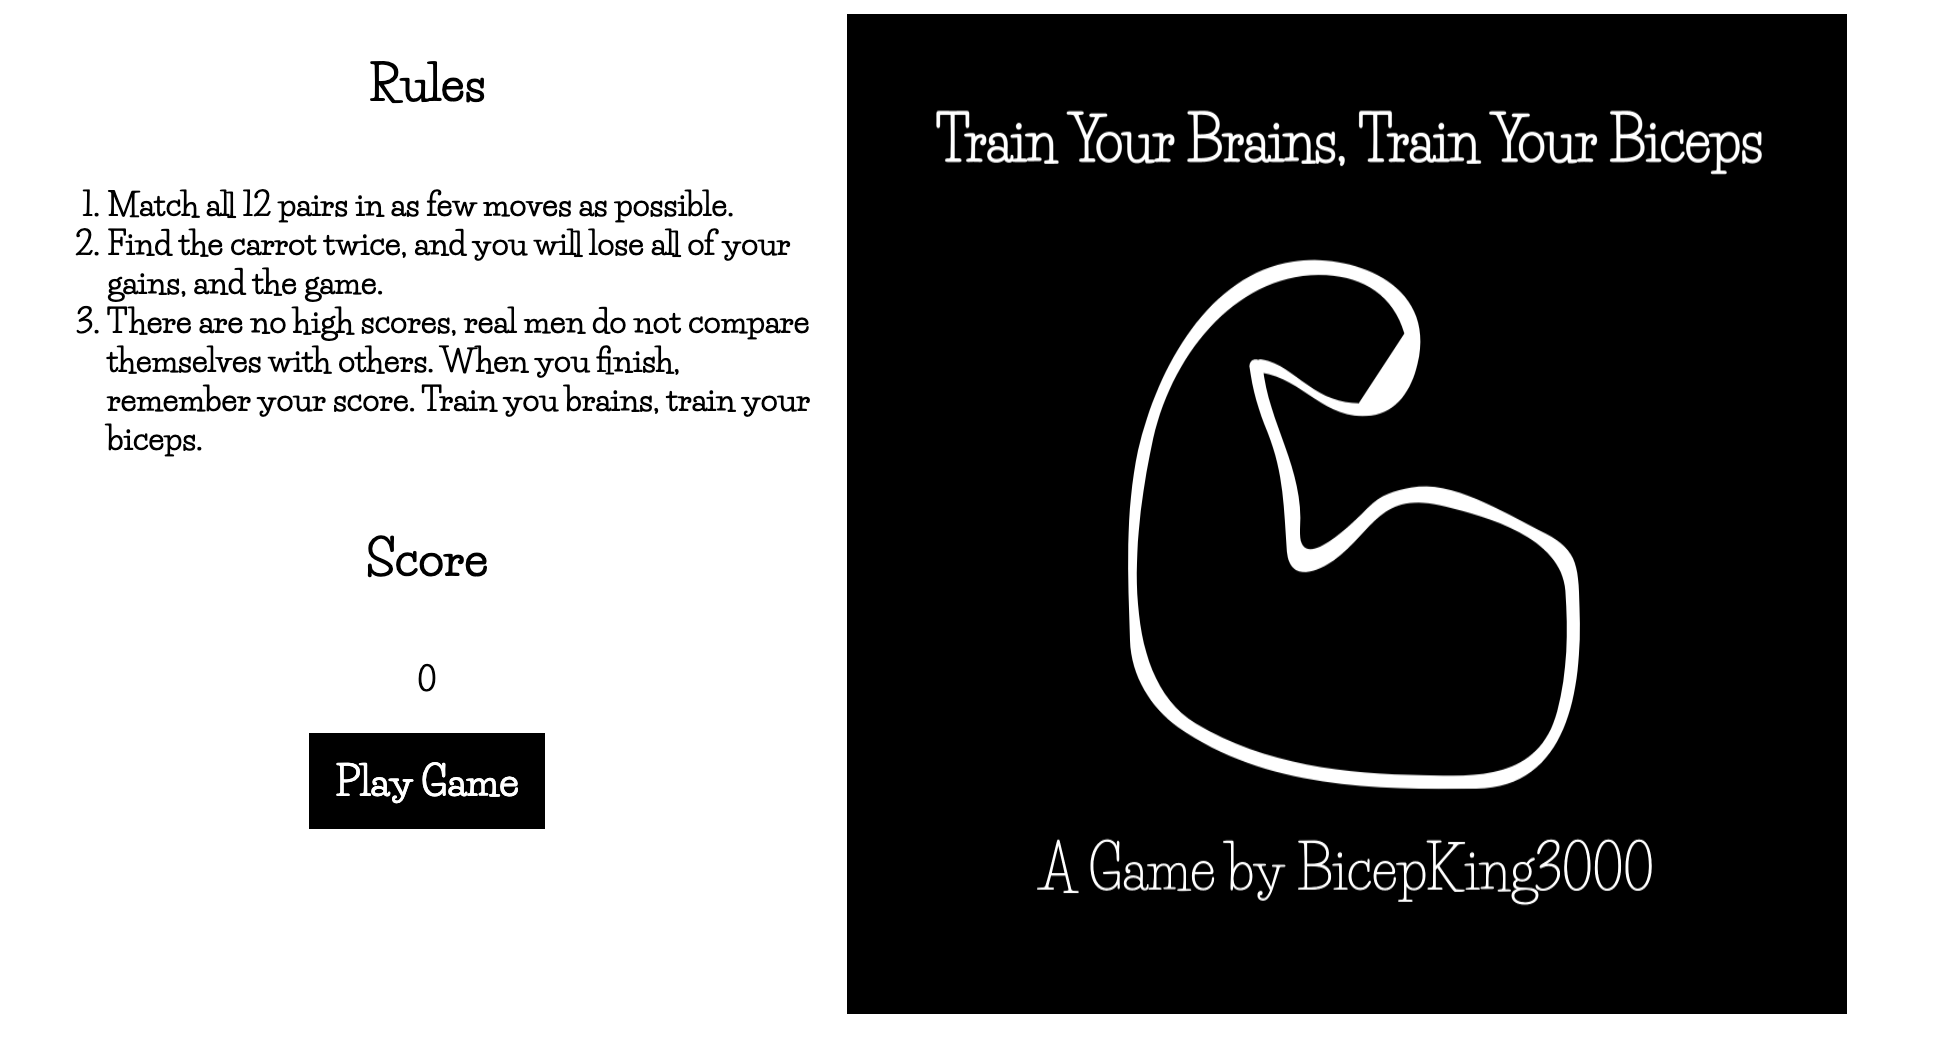 Rules
1. Match all 12 pairs in as few moves as possible.
2. Find the carrot twice, and you will lose all of your
gains, and the game.
3. There are no high scores, real men do not compare
themselves with others. When you finish,
remember your score. Train you brains, train your
biceps.
Score
0
Play Game
Train Your Brains, Train Your Biceps
A Game by BicepKing3000